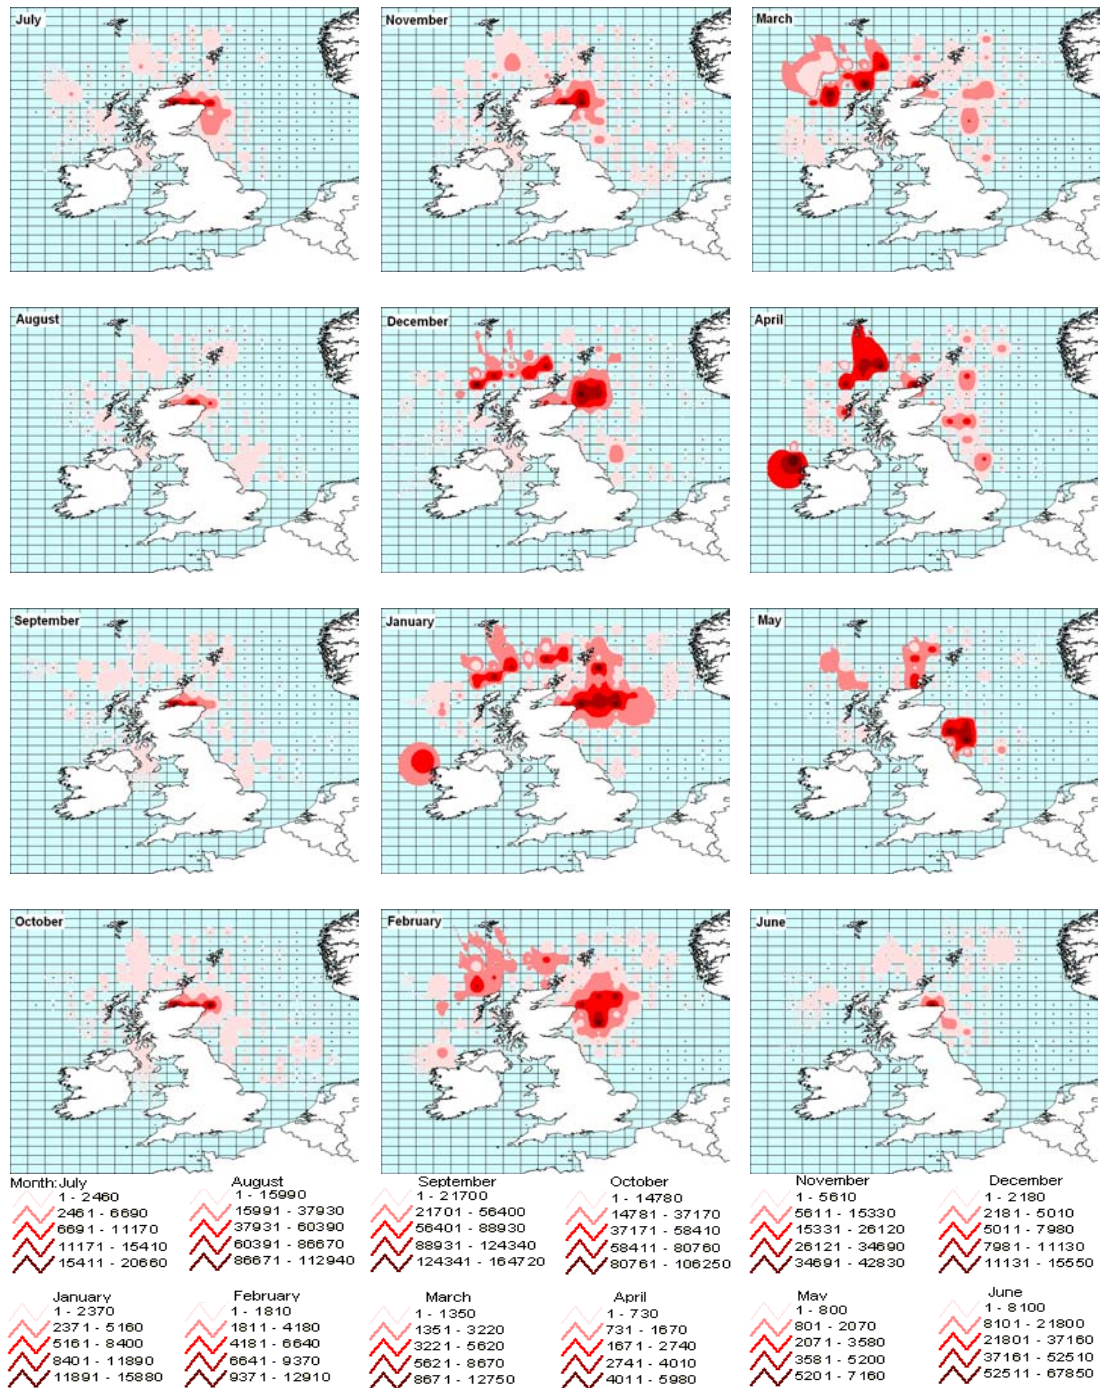 July
November
March
August
December
April
September
January
May
October
February
June
Month:July
1 - 2460
2461 - 6690
6691 - 11170
11171 - 15410
15411 - 20660
August
1 - 15990
15991 - 37930
37931 - 60390
60391 - 86670
86671 - 112940
September
1 - 21700
21701 - 56400
56401 - 88930
88931 - 124340
124341 - 164720
October
1 - 14780
14781 - 37170
37171 - 58410
58411 - 80760
80761 - 106250
November
1 - 5610
5611 - 15330
15331 - 26120
26121 - 34690
34691 - 42830
December
1 - 2180
2181 - 5010
5011 - 7980
7981 - 11130
11131 - 15550
January
1 - 2370
2371 - 5160
5161 - 8400
8401 - 11890
11891 - 15880
February
1 - 1810
1811 - 4180
4181 - 6640
6641 - 9370
9371 - 12910
March
1 - 1350
1351 - 3220
3221 - 5620
5621 - 8670
8671 - 12750
April
1 - 730
731 - 1670
1671 - 2740
2741 - 4010
4011 - 5980
May
1 - 800
801 - 2070
2071 - 3580
3581 - 5200
5201 - 7160
June
1 - 8100
8101 - 21800
21801 - 37160
37161 - 52510
52511 - 67850